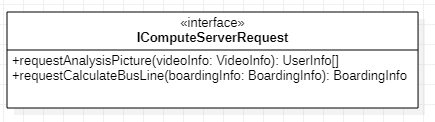 «interface»
IComputeServerRequest
+requestAnalysisPicture(videoInfo: VideoInfo): UserInfo[]
+requestCalculateBusLine(boardingInfo: BoardingInfo): BoardingInfo